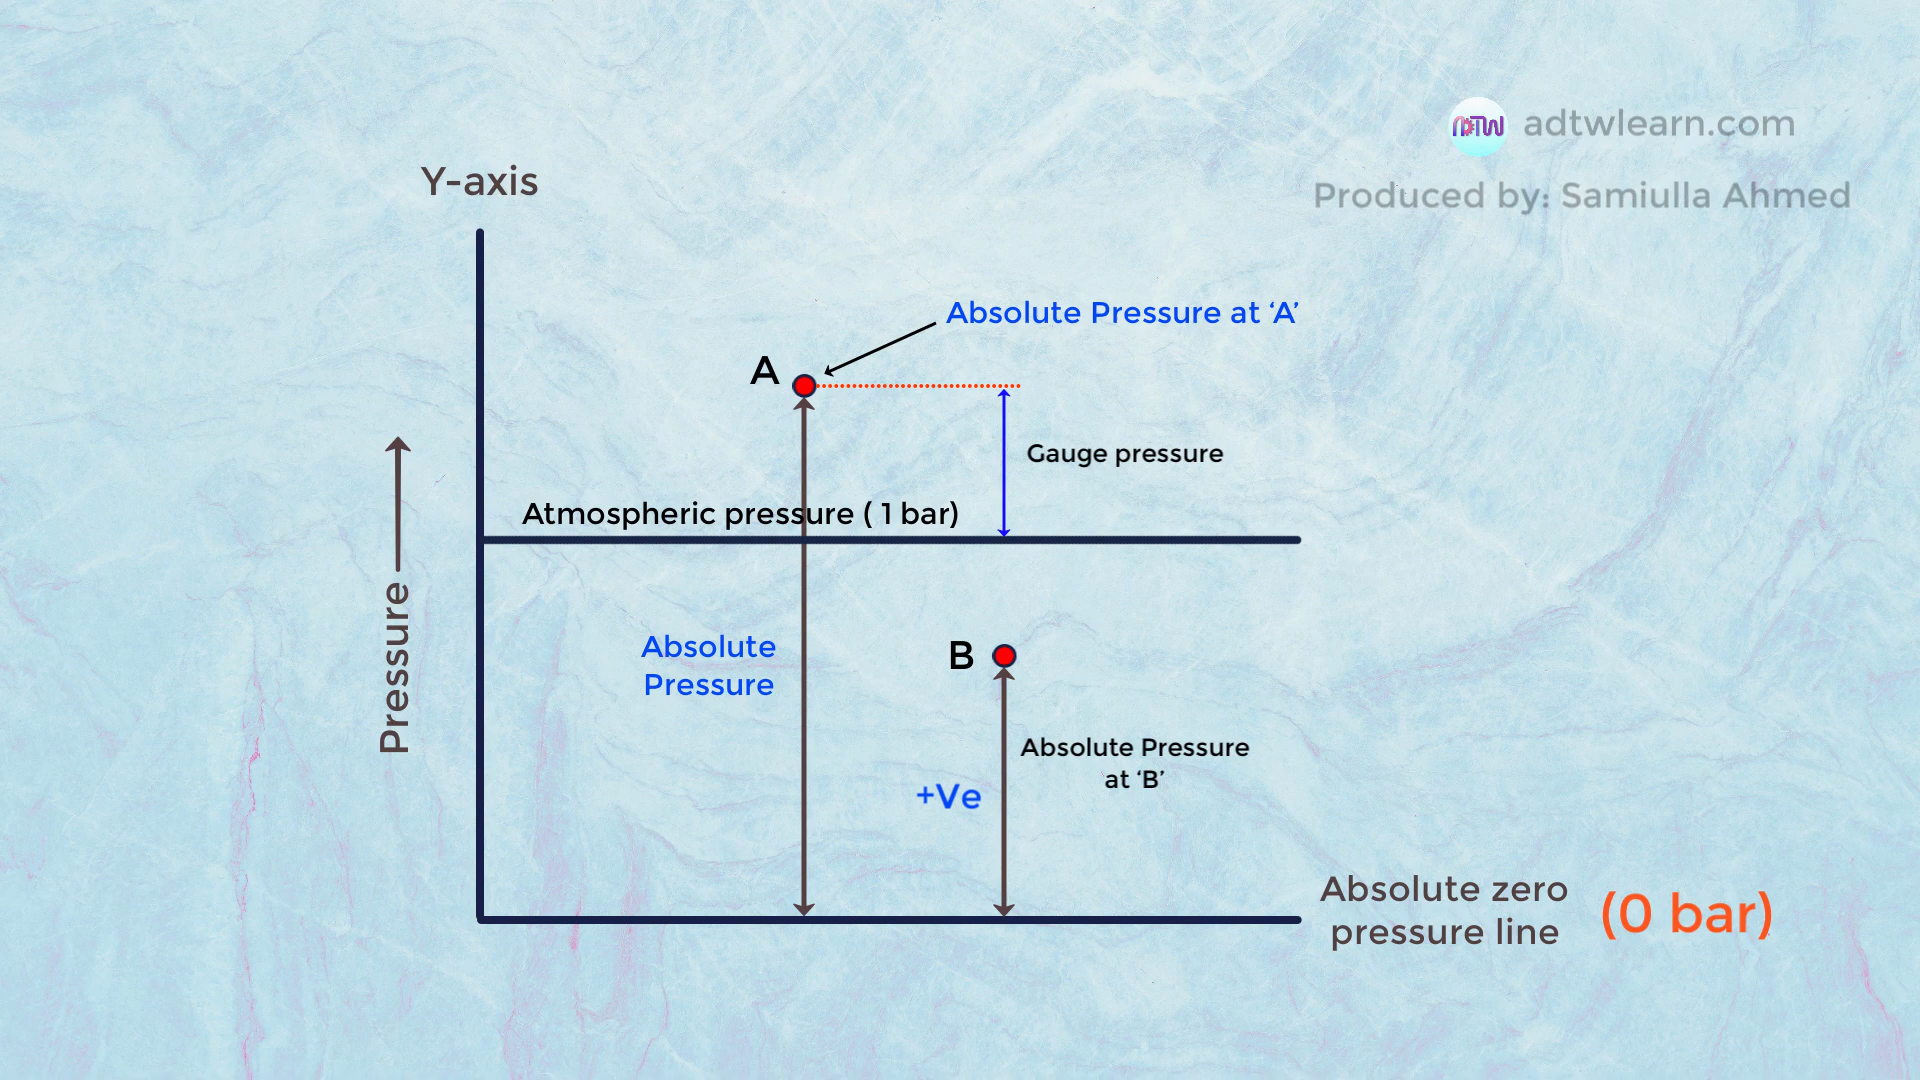 ADTW adtwlearn.com
Produced by: Samiulla Ahmed
Y-axis
Absolute Pressure at ‘A’
A
Gauge pressure
Atmospheric pressure ( 1 bar)
Pressure
Absolute
Pressure
B
Absolute Pressure
at ‘B’
+Ve
Absolute zero
pressure line
(0 bar)